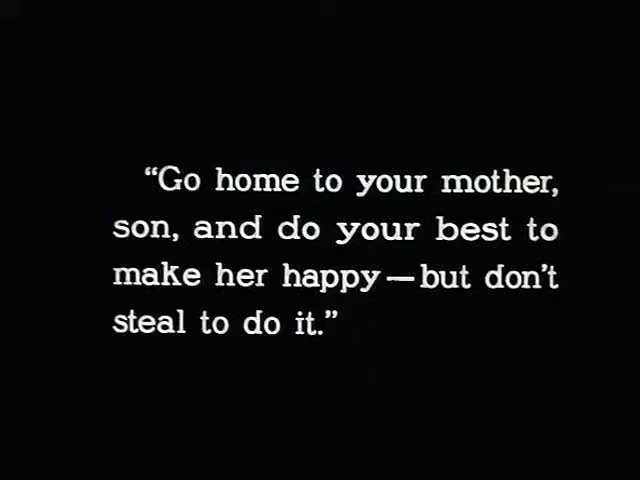 “Go home to your mother,
son, and do your best to
make her happy—but don’t
steal to do it.”